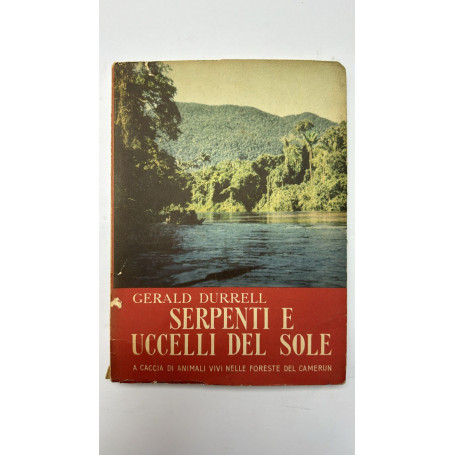 GERALD DURRELL
SERPENTI E
UCCELLI DEL SOLE
A CACCIA DI ANIMALI VIVI NELLE FORESTE DEL CAMERUN